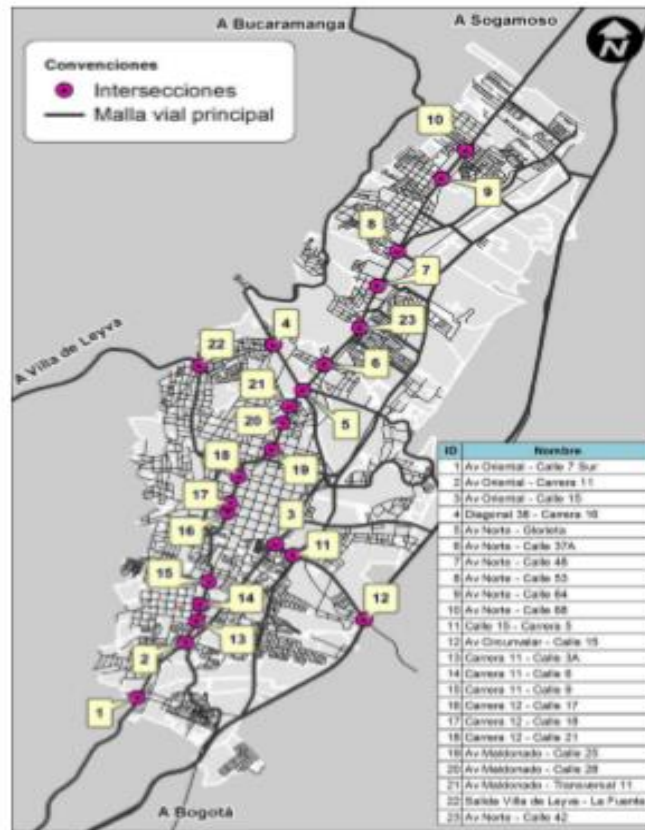 A Bucaramanga
A Sogamoso
N
Convenciones
Intersecciones
Malla vial principal
10
9
8
7
4
23
22
A Villa de Leyva
6
21
5
20
19
18
3
17
16
11
15
14
12
13
2
1
A Bogotá
ID Nombre
1 Av Oriental - Calle 7 Sur
2 Av Oriental - Carrera 11
3 Av Oriental - Calle 15
4 Diagonal 38 - Carrera 16
5 Av Norte - Glorieta
6 Av Norte - Calle 37A
7 Av Norte - Calle 48
8 Av Norte - Calle 53
9 Av Norte - Calle 64
10 Av Norte - Calle 68
11 Calle 15 - Carrera 5
12 Av Circunvalar - Calle 15
13 Carrera 11 - Calle 3A
14 Carrera 11 - Calle 6
15 Carrera 11 - Calle 9
16 Carrera 12 - Calle 17
17 Carrera 12 - Calle 18
18 Carrera 12 - Calle 21
19 Av Maldonado - Calle 25
20 Av Maldonado - Calle 28
21 Av Maldonado - Transversal 11
22 Salida Villa de Leyva - La Fuente
23 Av Norte - Calle 42